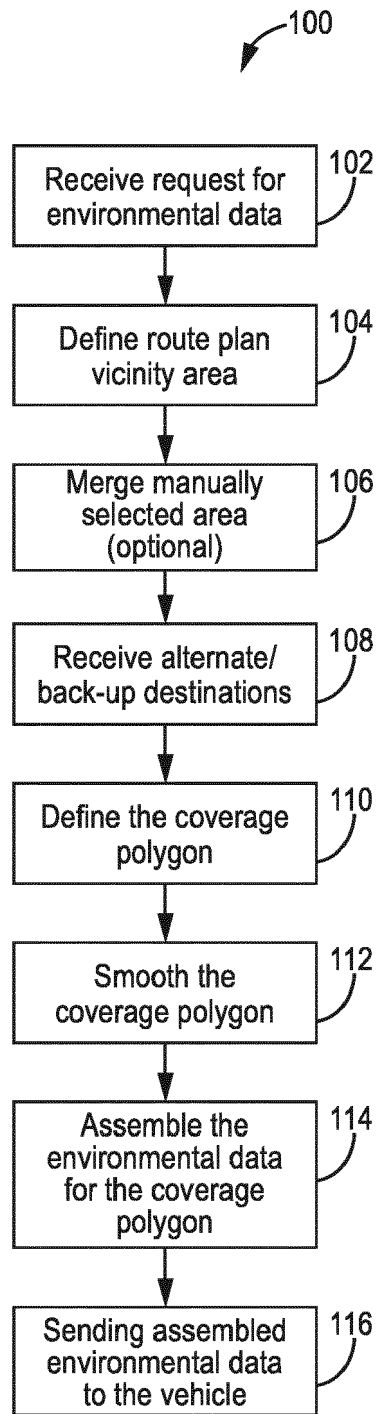 100
Receive request for
environmental data
102
Define route plan
vicinity area
104
Merge manually
selected area
(optional)
106
Receive alternate/
back-up destinations
108
Define the coverage
polygon
110
Smooth the
coverage polygon
112
Assemble the
environmental data
for the coverage
polygon
114
Sending assembled
environmental data
to the vehicle
116